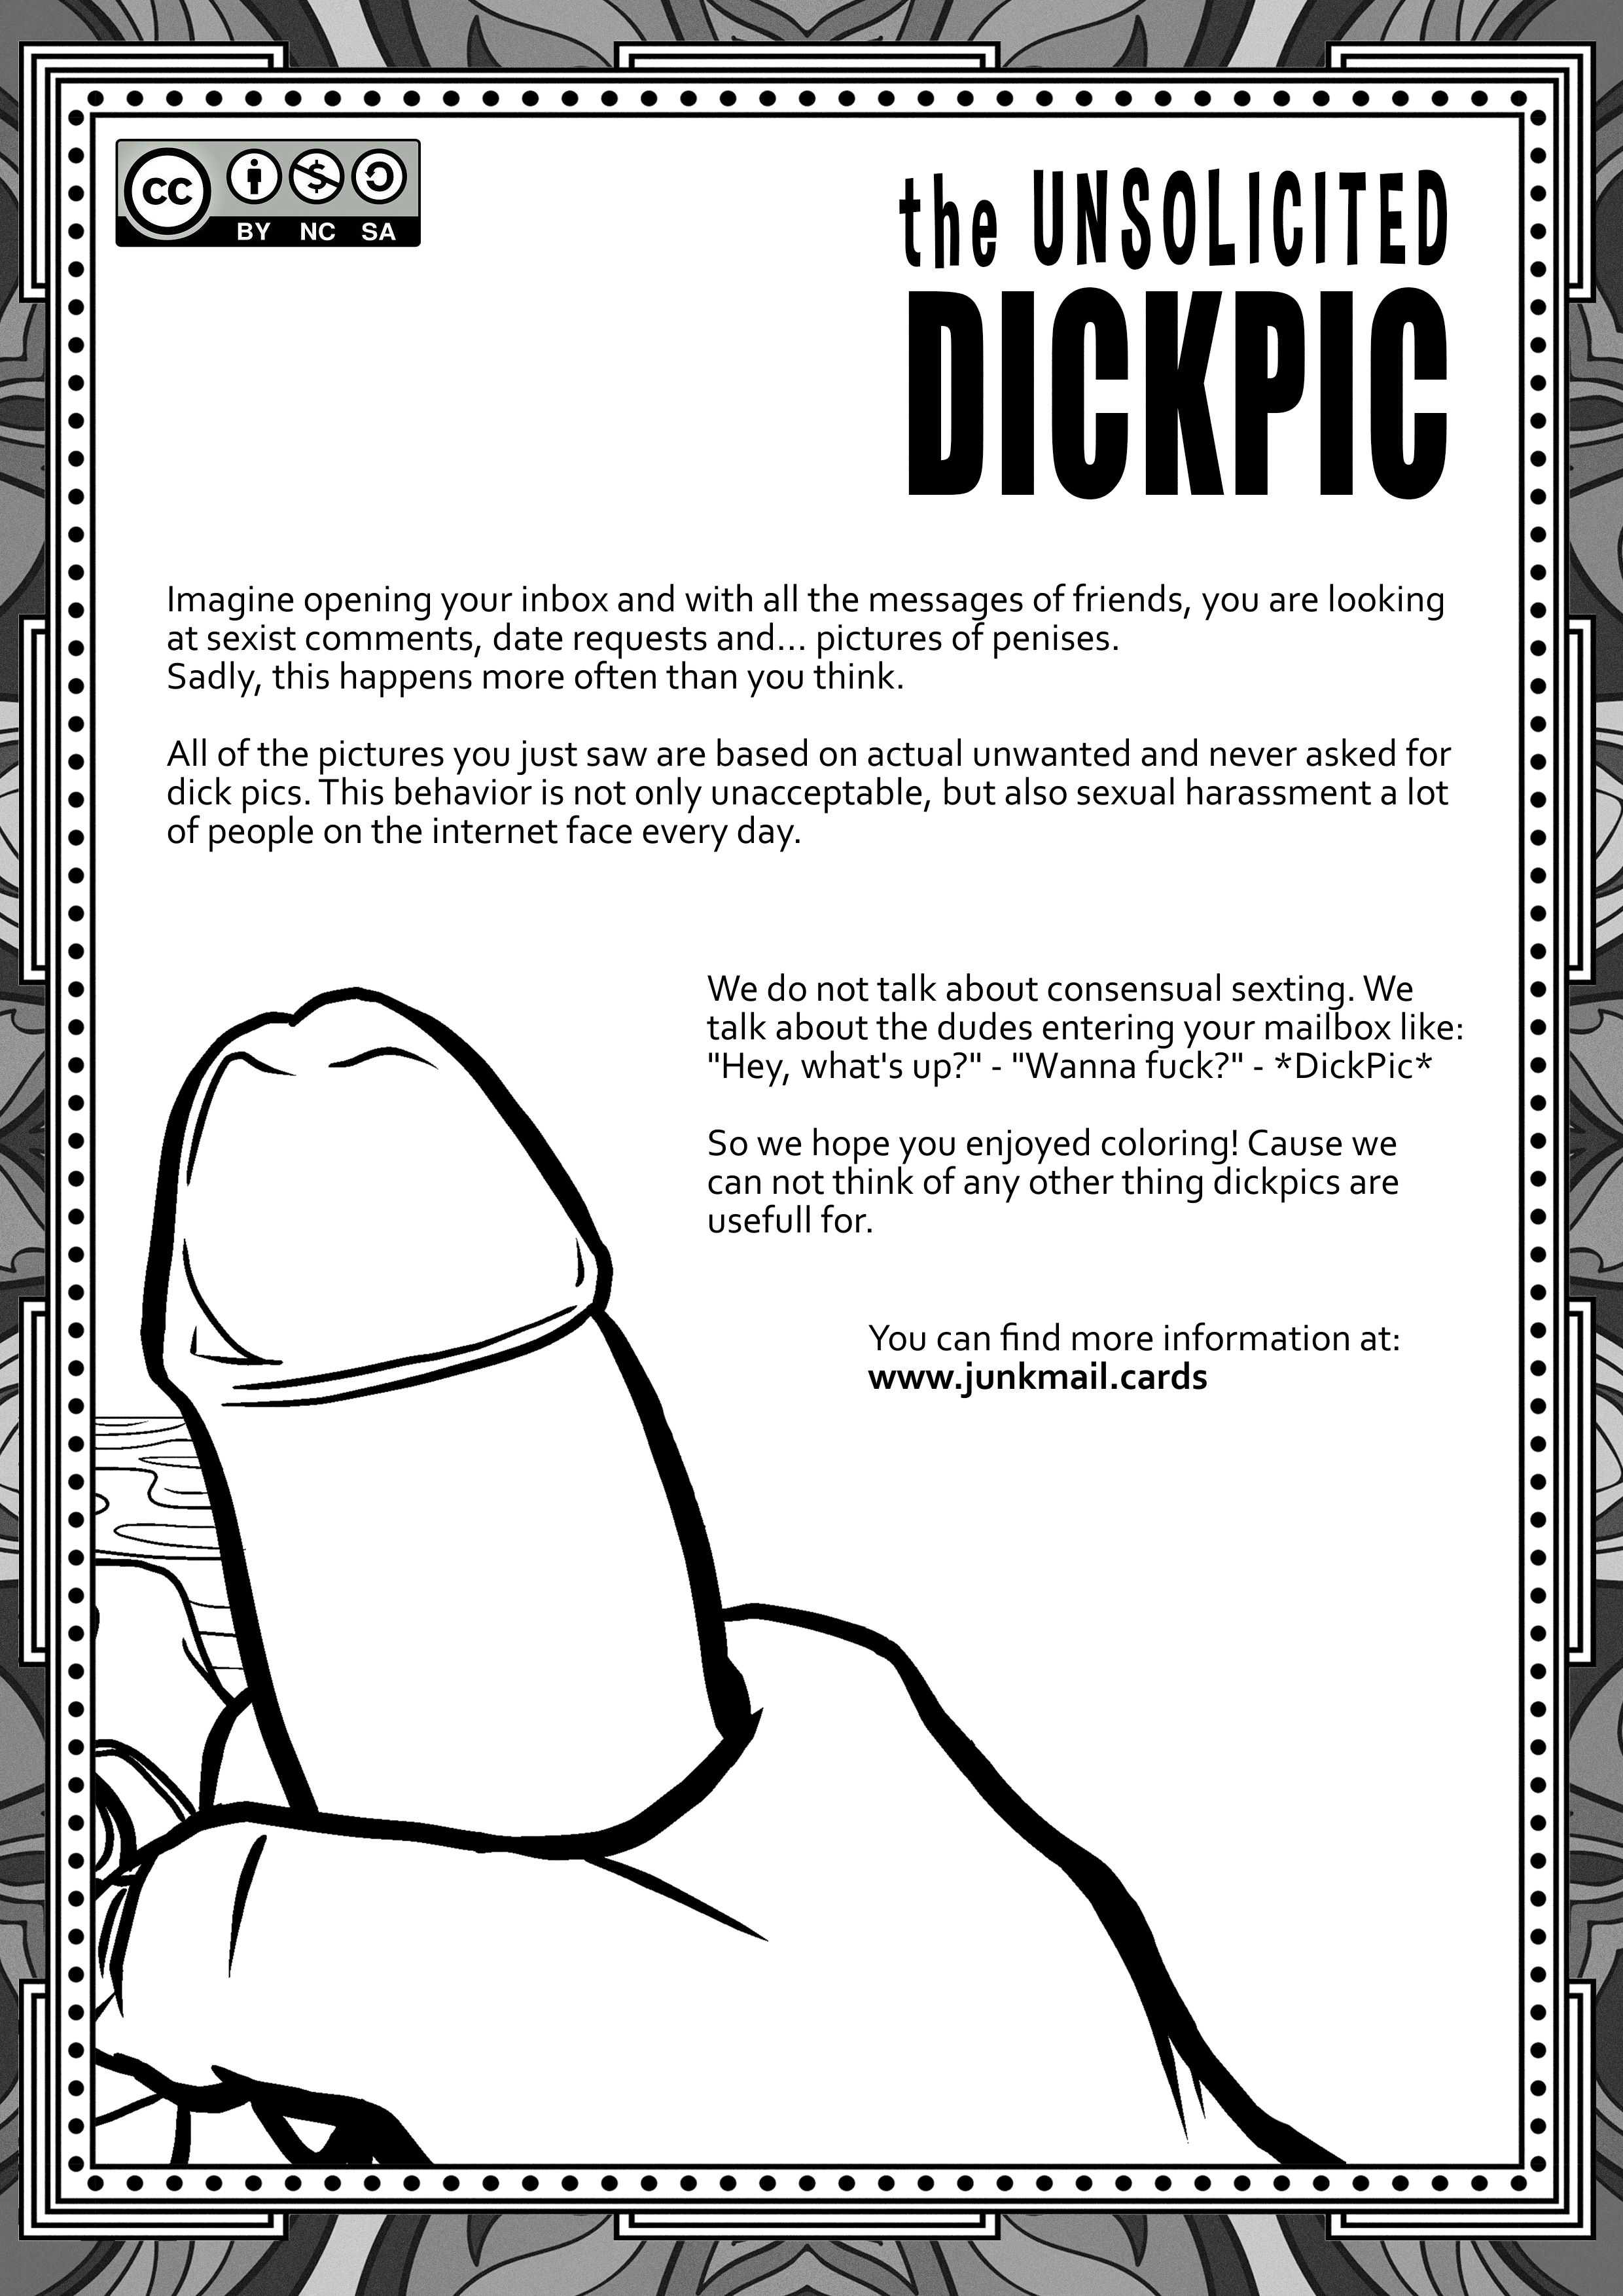 CC
BY NC SA
the UNSOLICITED
DICKPIC
Imagine opening your inbox and with all the messages of friends, you are looking
at sexist comments, date requests and... pictures of penises.
Sadly, this happens more often than you think.
All of the pictures you just saw are based on actual unwanted and never asked for
dick pics. This behavior is not only unacceptable, but also sexual harassment a lot
of people on the internet face every day.
We do not talk about consensual sexting. We
talk about the dudes entering your mailbox like:
"Hey, what's up?" - "Wanna fuck?" - *DickPic*
So we hope you enjoyed coloring! Cause we
can not think of any other thing dickpics are
usefull for.
You can find more information at:
www.junkmail.cards